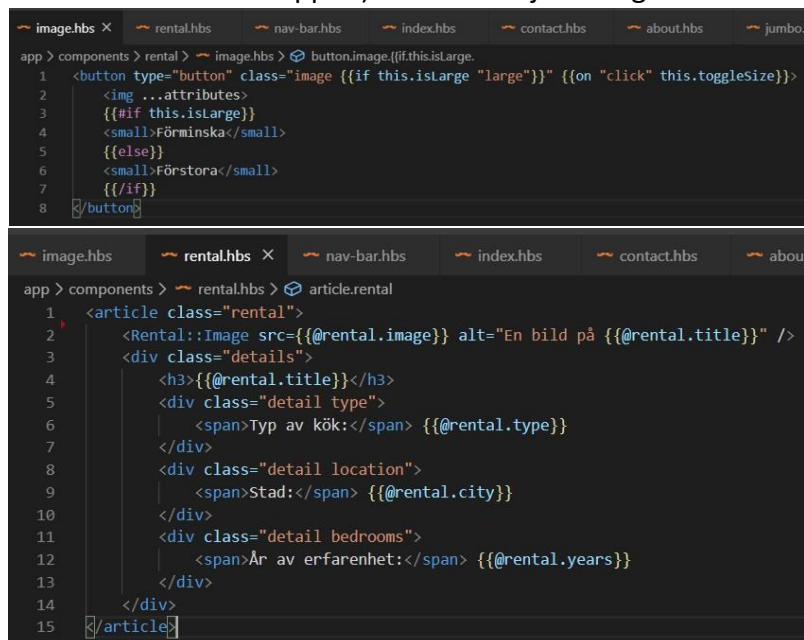 image.hbs × rental.hbs nav-bar.hbs index.hbs contact.hbs about.hbs jumbo.
app > components > rental > image.hbs > button.image.{{if.this.isLarge.
1 <button type="button" class="image {{if this.isLarge "large"}}" {{on "click" this.toggleSize}}>
2 <img ...attributes>
3 {{#if this.isLarge}}
4 <small>Förminska</small>
5 {{else}}
6 <small>Förstora</small>
7 {{/if}}
8 </button>
image.hbs rental.hbs × nav-bar.hbs index.hbs contact.hbs abou
app > components > rental.hbs > article.rental
1 <article class="rental">
2 <Rental::Image src={{@rental.image}} alt="En bild på {{@rental.title}}" />
3 <div class="details">
4 <h3>{{@rental.title}}</h3>
5 <div class="detail type">
6 <span>Typ av kök:</span> {{@rental.type}}
7 </div>
8 <div class="detail location">
9 <span>Stad:</span> {{@rental.city}}
10 </div>
11 <div class="detail bedrooms">
12 <span>År av erfarenhet:</span> {{@rental.years}}
13 </div>
14 </div>
15 </article>